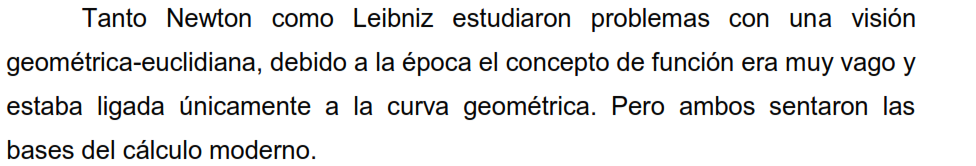 Tanto Newton como Leibniz estudiaron problemas con una visión
geométrica-euclidiana, debido a la época el concepto de función era muy vago y
estaba ligada únicamente a la curva geométrica. Pero ambos sentaron las
bases del cálculo moderno.